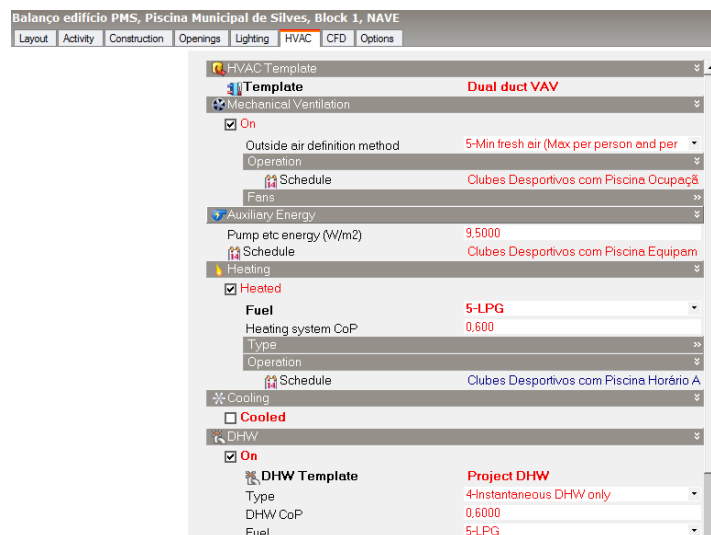 Balanço edifício PMS, Piscina Municipal de Silves, Block 1, NAVE
Layout Activity Construction Openings Lighting HVAC CFD Options
HVAC Template
Template Dual duct VAV
Mechanical Ventilation
On
Outside air definition method 5-Min fresh air (Max per person and per
Operation
Schedule Clubes Desportivos com Piscina Ocupaçã
Fans
Auxiliary Energy
Pump etc energy (W/m2) 9,5000
Schedule Clubes Desportivos com Piscina Equipam
Heating
Heated
Fuel 5-LPG
Heating system CoP 0,600
Type
Operation
Schedule Clubes Desportivos com Piscina Horário A
Cooling
Cooled
DHW
On
DHW Template Project DHW
Type 4-Instantaneous DHW only
DHW CoP 0,6000
Fuel 5-LPG